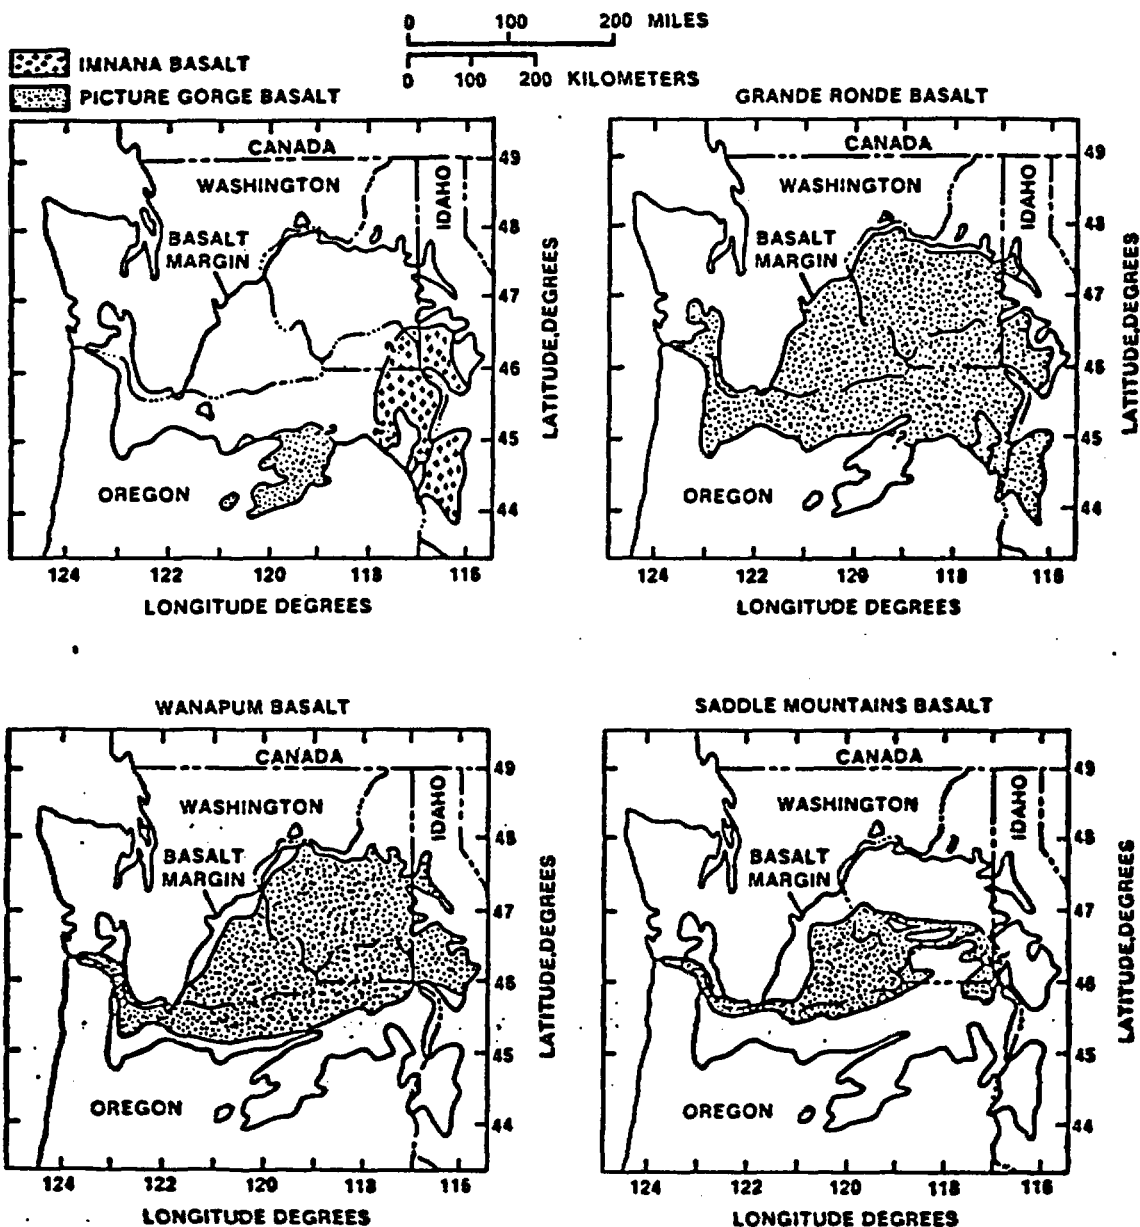 0 100 200 MILES
0 100 200 KILOMETERS
IMNANA BASALT
PICTURE GORGE BASALT
CANADA
WASHINGTON
IDAHO
BASALT
MARGIN
OREGON
49
48
47
46
45
44
LATITUDE,DEGREES
124 122 120 118 116
LONGITUDE DEGREES
GRANDE RONDE BASALT
CANADA
WASHINGTON
IDAHO
BASALT
MARGIN
?
OREGON
49
48
47
46
45
44
LATITUDE,DEGREES
124 122 120 118 116
LONGITUDE DEGREES
WANAPUM BASALT
CANADA
WASHINGTON
IDAHO
BASALT
MARGIN
OREGON
49
48
47
46
45
44
LATITUDE,DEGREES
124 122 120 118 116
LONGITUDE DEGREES
SADDLE MOUNTAINS BASALT
CANADA
WASHINGTON
IDAHO
BASALT
MARGIN
OREGON
49
48
47
46
45
44
LATITUDE,DEGREES
124 122 120 118 116
LONGITUDE DEGREES